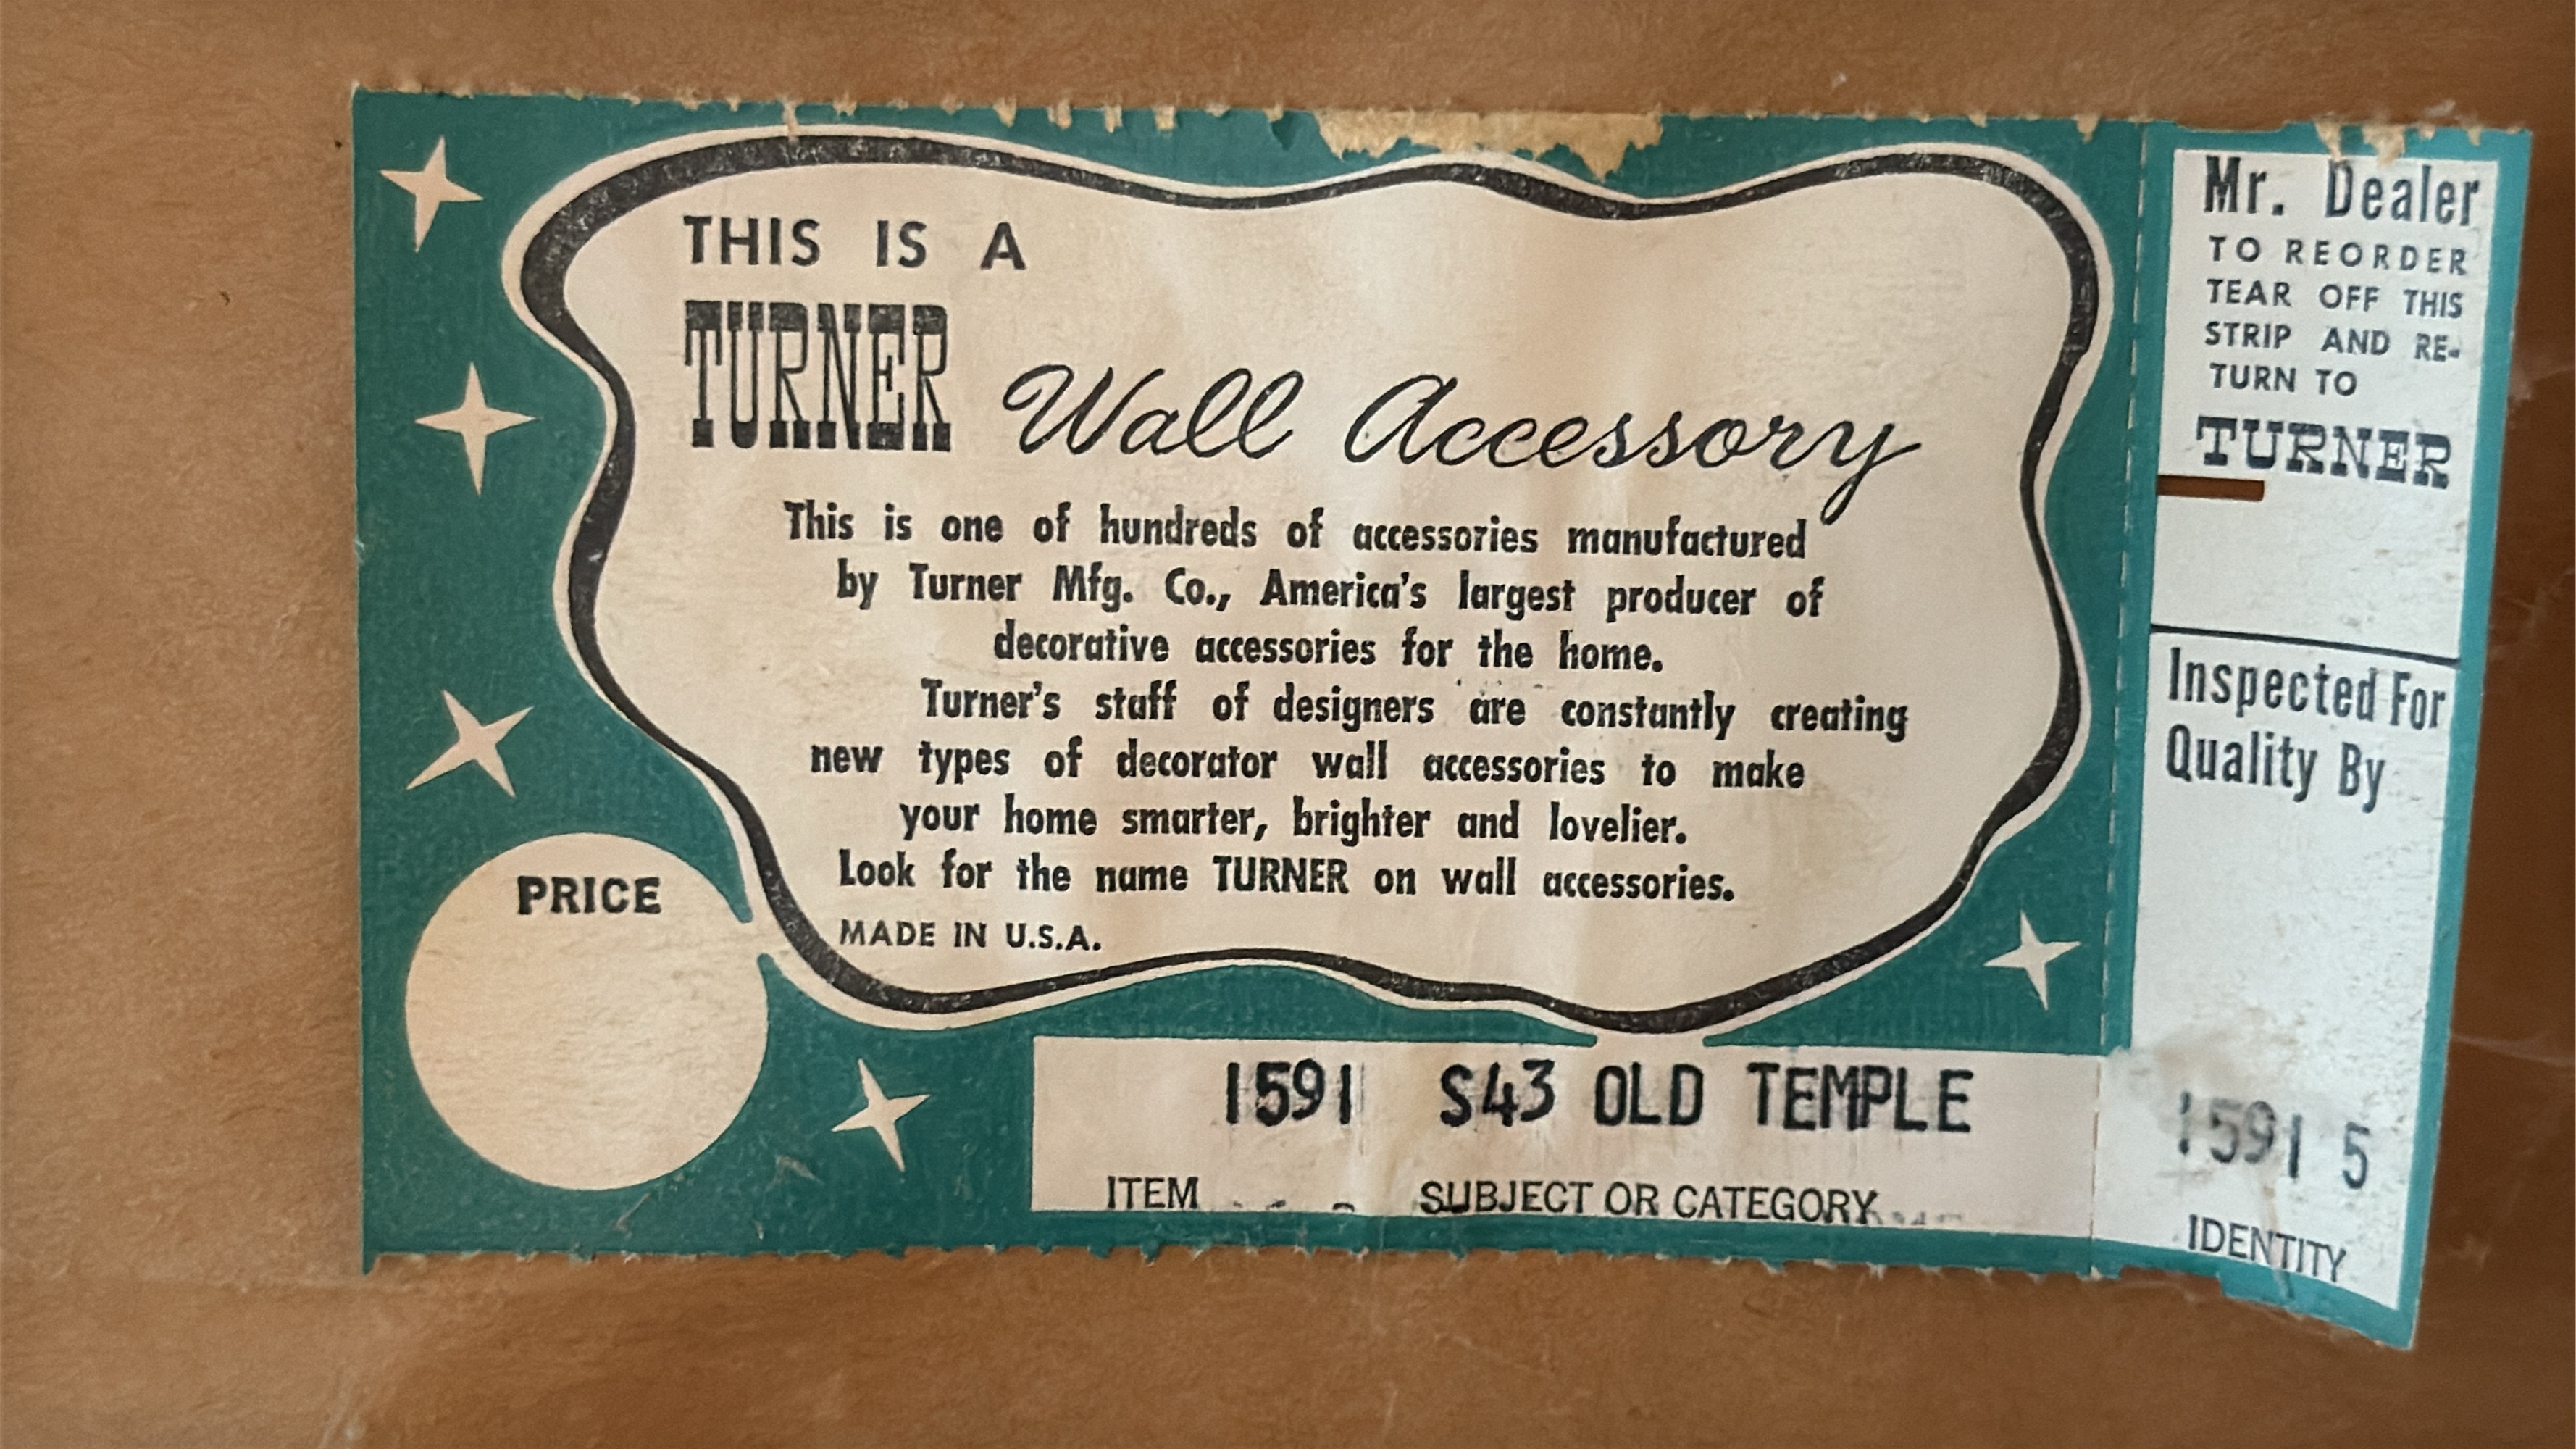 THIS IS A
TURNER Wall Accessory
This is one of hundreds of accessories manufactured
by Turner Mfg. Co., America's largest producer of
decorative accessories for the home.
Turner's staff of designers are constantly creating
new types of decorator wall accessories to make
your home smarter, brighter and lovelier.
Look for the name TURNER on wall accessories.
MADE IN U.S.A.
PRICE
1591 S43 OLD TEMPLE
ITEM SUBJECT OR CATEGORY
Mr. Dealer
TO REORDER
TEAR OFF THIS
STRIP AND RE-
TURN TO
TURNER
Inspected For
Quality By
1591 5
IDENTITY